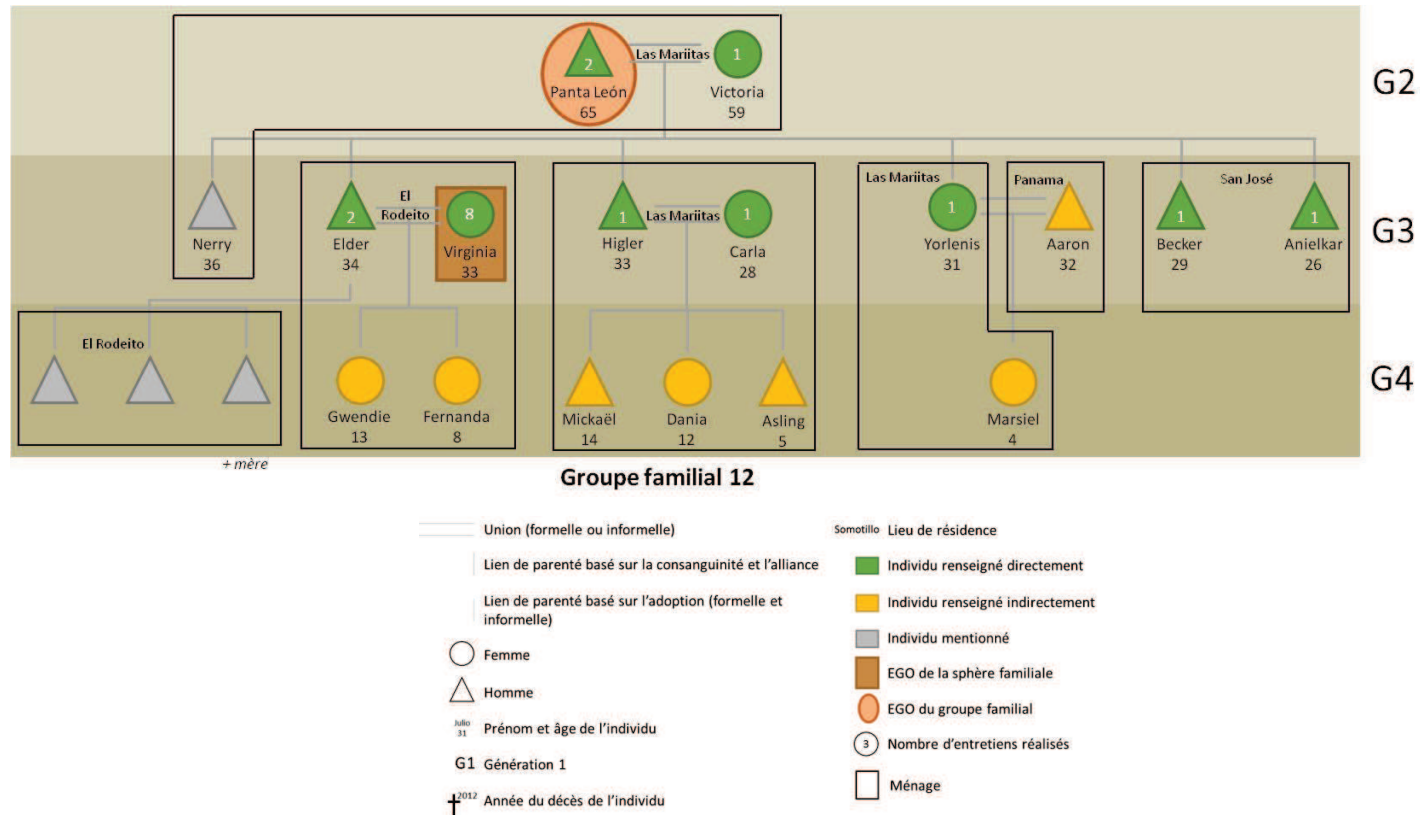 G2
2
Las Mariitas
1
Panta León
65
Victoria
59
G3
Nerry
36
2
Elder
34
El
Rodeito
8
Virginia
33
1
Higler
33
Las Mariitas
1
Carla
28
Las Mariitas
1
Yorlenis
31
Panama
Aaron
32
San José
1
Becker
29
1
Anielkar
26
G4
El Rodeito
+ mère
Gwendie
13
Fernanda
8
Mickaël
14
Dania
12
Asling
5
Marsiel
4
Groupe familial 12
Union (formelle ou informelle)
Lien de parenté basé sur la consanguinité et l'alliance
Lien de parenté basé sur l'adoption (formelle et
informelle)
Femme
Homme
Julio
31
Prénom et âge de l'individu
G1 Génération 1
2012 Année du décès de l'individu
Somotillo Lieu de résidence
Individu renseigné directement
Individu renseigné indirectement
Individu mentionné
EGO de la sphère familiale
EGO du groupe familial
3 Nombre d'entretiens réalisés
Ménage